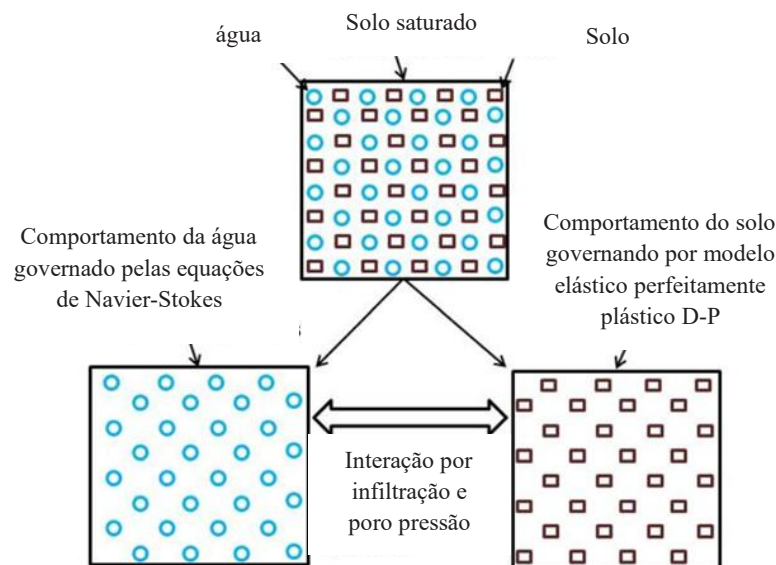 água
Solo saturado
Solo
Comportamento da água
governado pelas equações
de Navier-Stokes
Comportamento do solo
governando por modelo
elástico perfeitamente
plástico D-P
Interação por
infiltração e
poro pressão